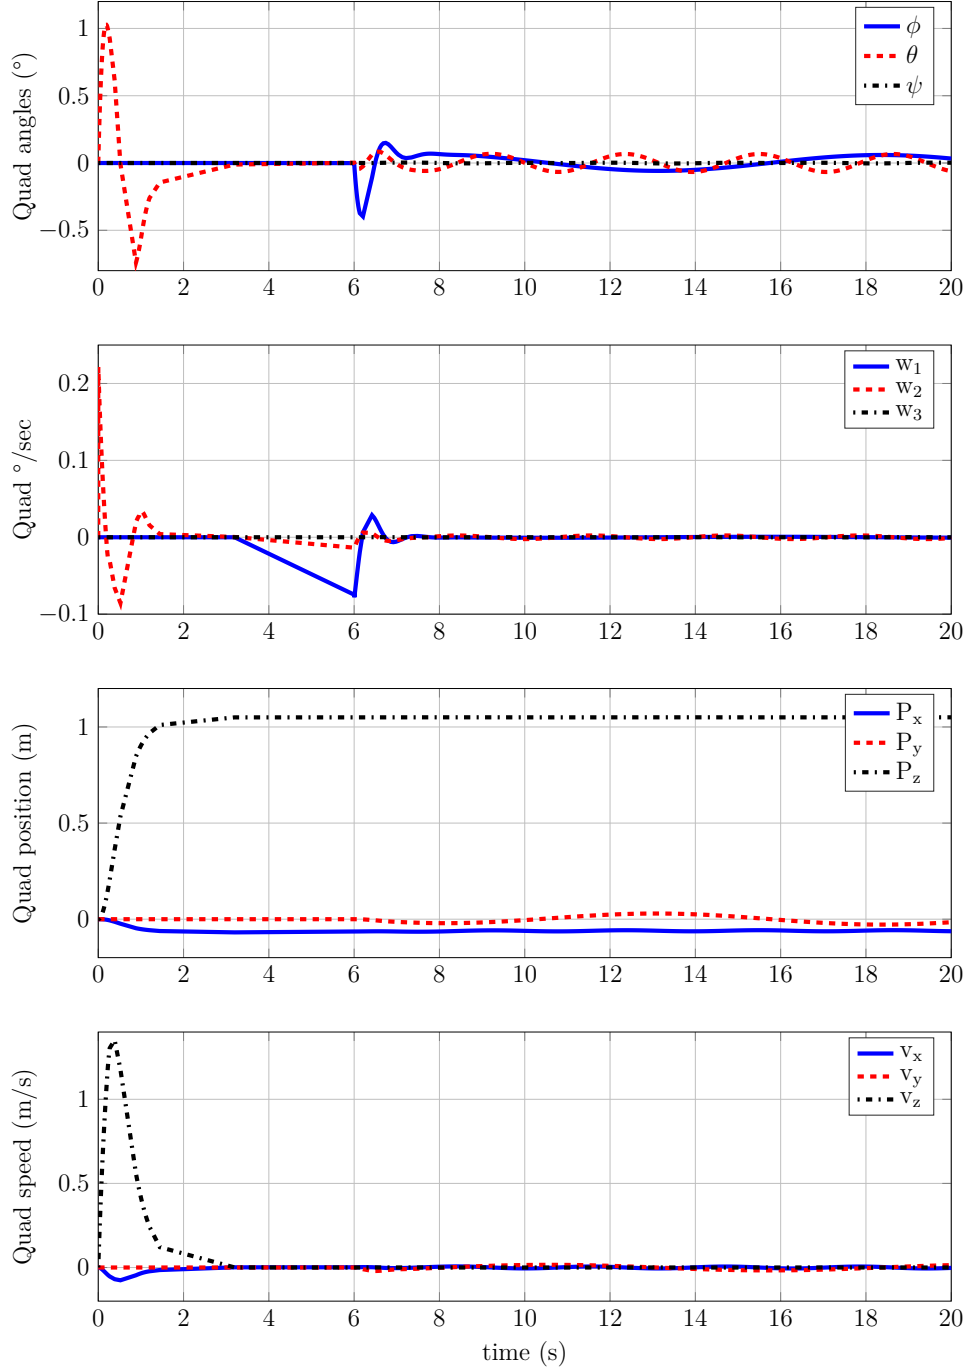 Quad angles (°)
1
0.5
0
−0.5
ϕ
θ
ψ
0 2 4 6 8 10 12 14 16 18 20
Quad °/sec
0.2
0.1
0
−0.1
w₁
w₂
w₃
0 2 4 6 8 10 12 14 16 18 20
Quad position (m)
1
0.5
0
Pₓ
P_y
P_z
0 2 4 6 8 10 12 14 16 18 20
Quad speed (m/s)
1
0.5
0
vₓ
v_y
v_z
0 2 4 6 8 10 12 14 16 18 20
time (s)